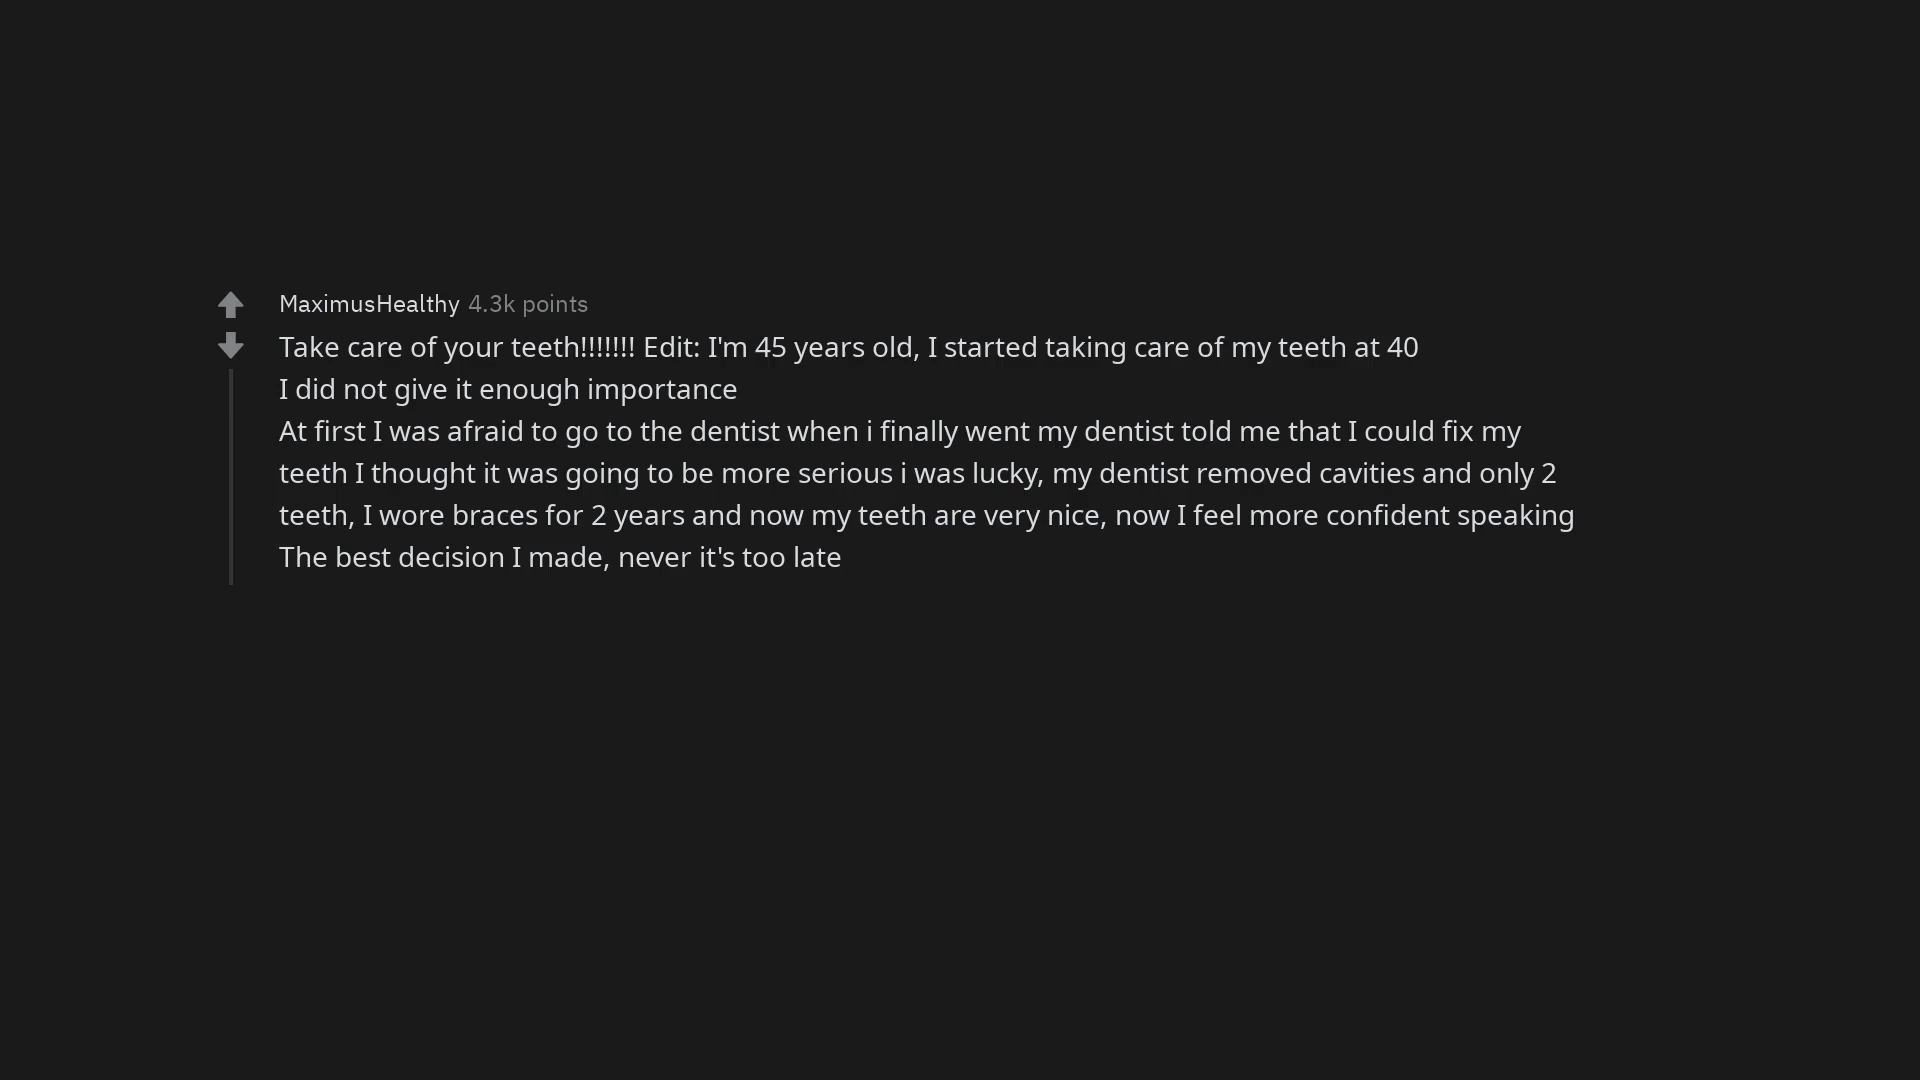 MaximusHealthy 4.3k points
Take care of your teeth!!!!!!! Edit: I'm 45 years old, I started taking care of my teeth at 40
I did not give it enough importance
At first I was afraid to go to the dentist when i finally went my dentist told me that I could fix my
teeth I thought it was going to be more serious i was lucky, my dentist removed cavities and only 2
teeth, I wore braces for 2 years and now my teeth are very nice, now I feel more confident speaking
The best decision I made, never it's too late